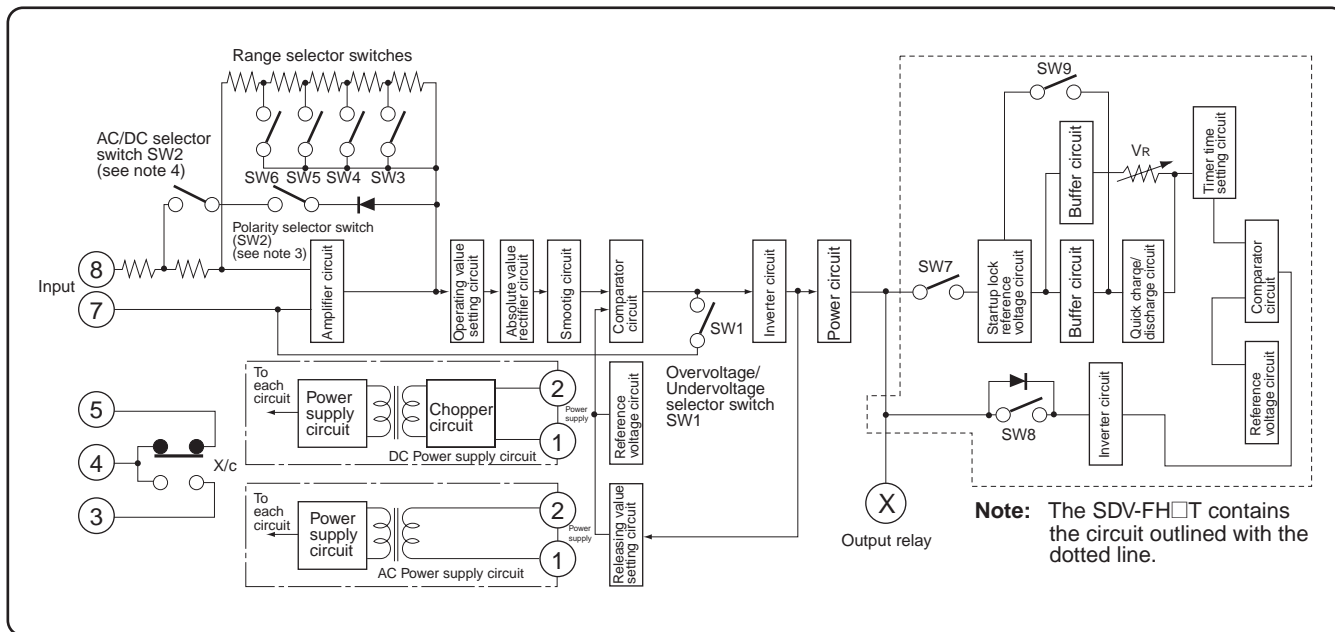 Range selector switches
SW9
AC/DC selector
switch SW2
(see note 4)
SW6
SW5
SW4
SW3
Polarity selector switch
(SW2)
(see note 3)
Input
8
7
Amplifier circuit
Operating value
setting circuit
Absolute value
rectifier circuit
Smootig circuit
Comparator
circuit
SW1
Overvoltage/
Undervoltage
selector switch
SW1
Inverter circuit
Power circuit
SW7
Startup lock
reference
voltage circuit
Buffer circuit
Buffer circuit
VR
Quick charge/
discharge circuit
Timer time
setting circuit
Comparator
circuit
Reference
voltage circuit
SW8
Inverter circuit
5
4
3
X/c
To
each
circuit
Power
supply
circuit
Chopper
circuit
2
1
Power
supply
DC Power supply circuit
Reference
voltage circuit
To
each
circuit
Power
supply
circuit
2
1
Power
supply
AC Power supply circuit
Releasing value
setting circuit
X
Output relay
Note: The SDV-FH□T contains
the circuit outlined with the
dotted line.